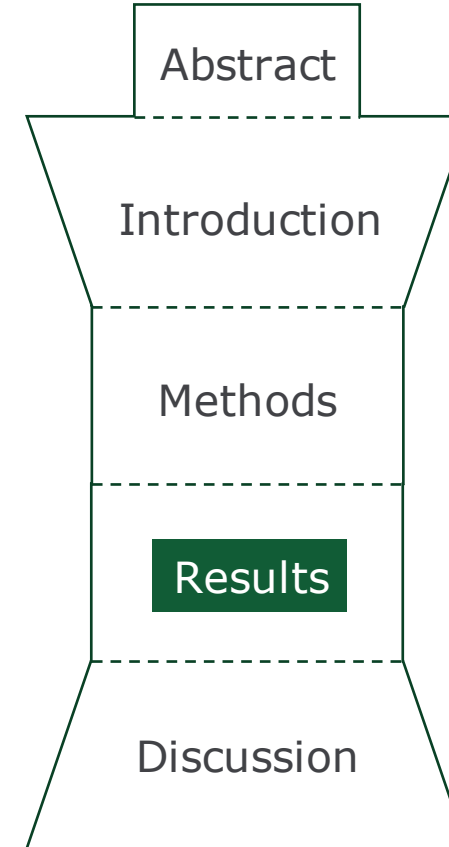 Abstract
Introduction
Methods
Results
Discussion